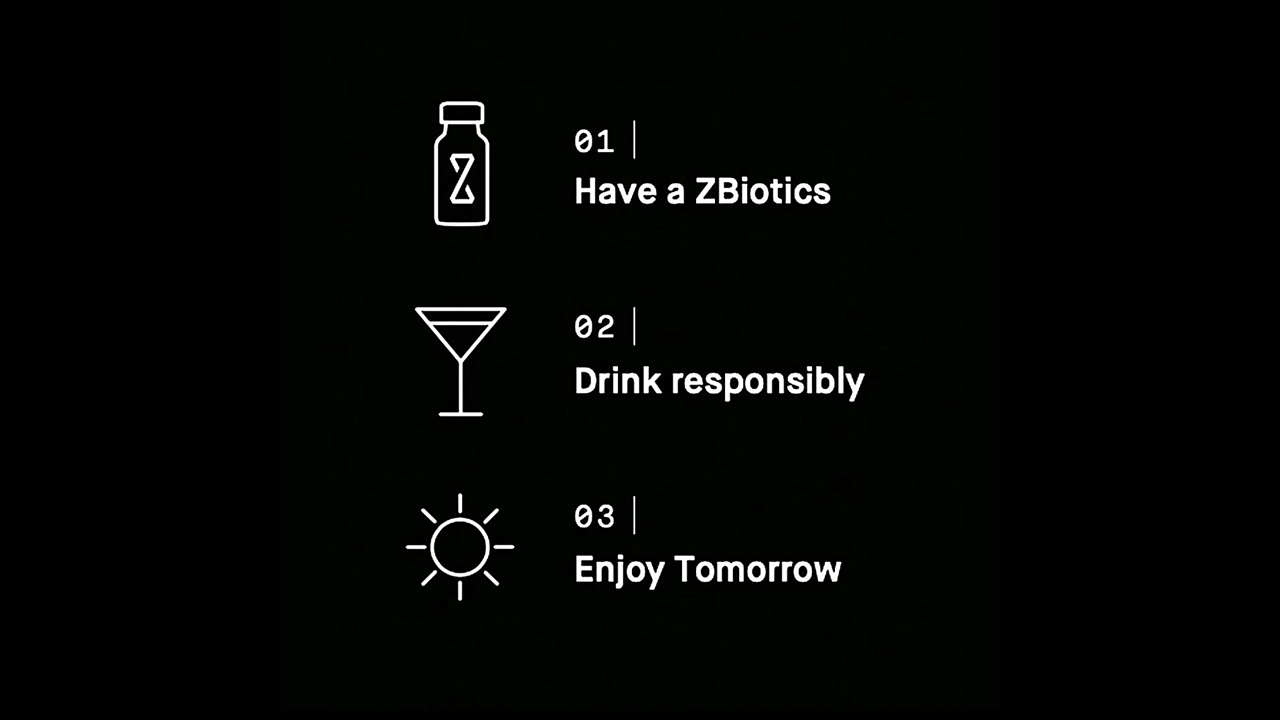 01
Have a ZBiotics
02
Drink responsibly
03
Enjoy Tomorrow